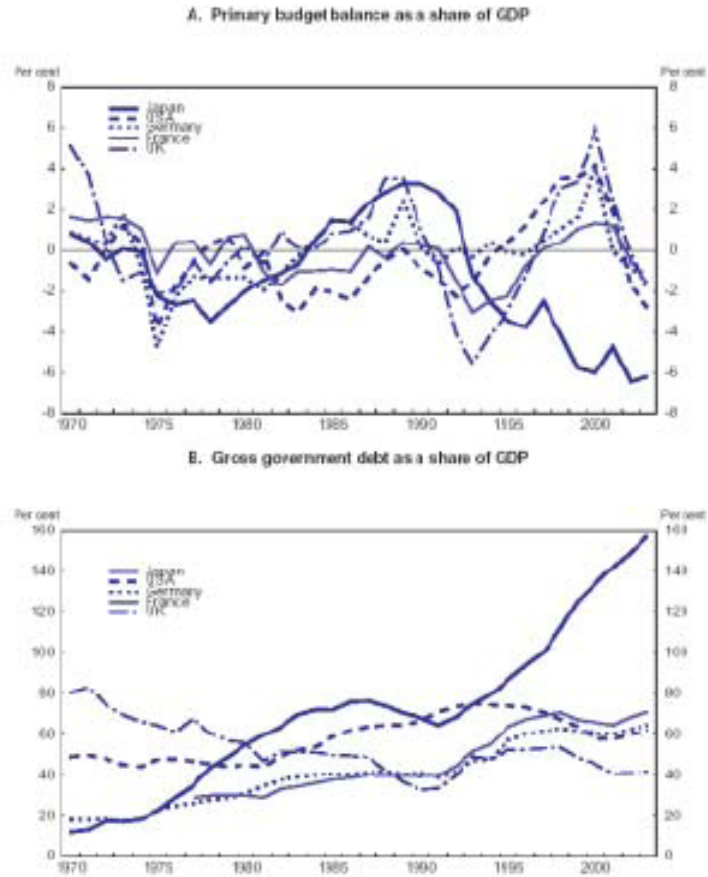 A. Primary budget balance as a share of GDP
Per cent Per cent
8 8
Japan
6 USA 6
Germany
France
4 UK 4
2 2
0 0
-2 -2
-4 -4
-6 -6
-8 -8
1970 1975 1980 1985 1990 1995 2000
B. Gross government debt as a share of GDP
Per cent Per cent
160 160
Japan
140 USA 140
Germany
France
UK
120 120
100 100
80 80
60 60
40 40
20 20
0 0
1970 1975 1980 1985 1990 1995 2000